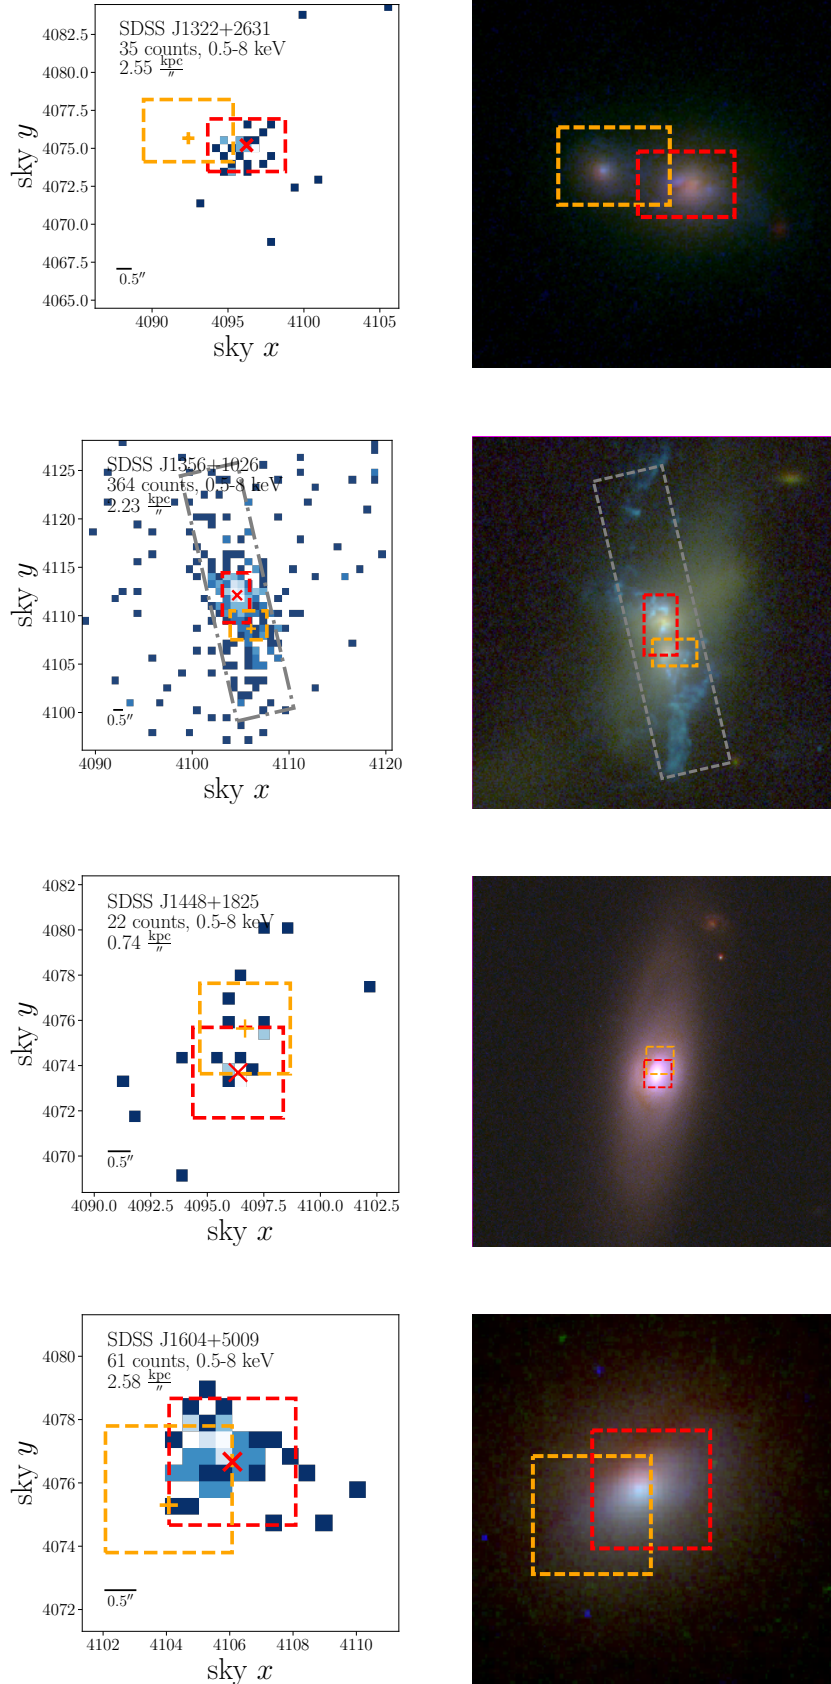 SDSS J1322+2631
35 counts, 0.5-8 keV
2.55 kpc/″
4082.5
4080.0
4077.5
4075.0
4072.5
4070.0
4067.5
4065.0
sky y
0.5″
4090 4095 4100 4105
sky x
SDSS J1356+1026
364 counts, 0.5-8 keV
2.23 kpc/″
4125
4120
4115
4110
4105
4100
sky y
0.5″
4090 4100 4110 4120
sky x
SDSS J1448+1825
22 counts, 0.5-8 keV
0.74 kpc/″
4082
4080
4078
4076
4074
4072
4070
sky y
0.5″
4090.0 4092.5 4095.0 4097.5 4100.0 4102.5
sky x
SDSS J1604+5009
61 counts, 0.5-8 keV
2.58 kpc/″
4080
4078
4076
4074
4072
sky y
0.5″
4102 4104 4106 4108 4110
sky x